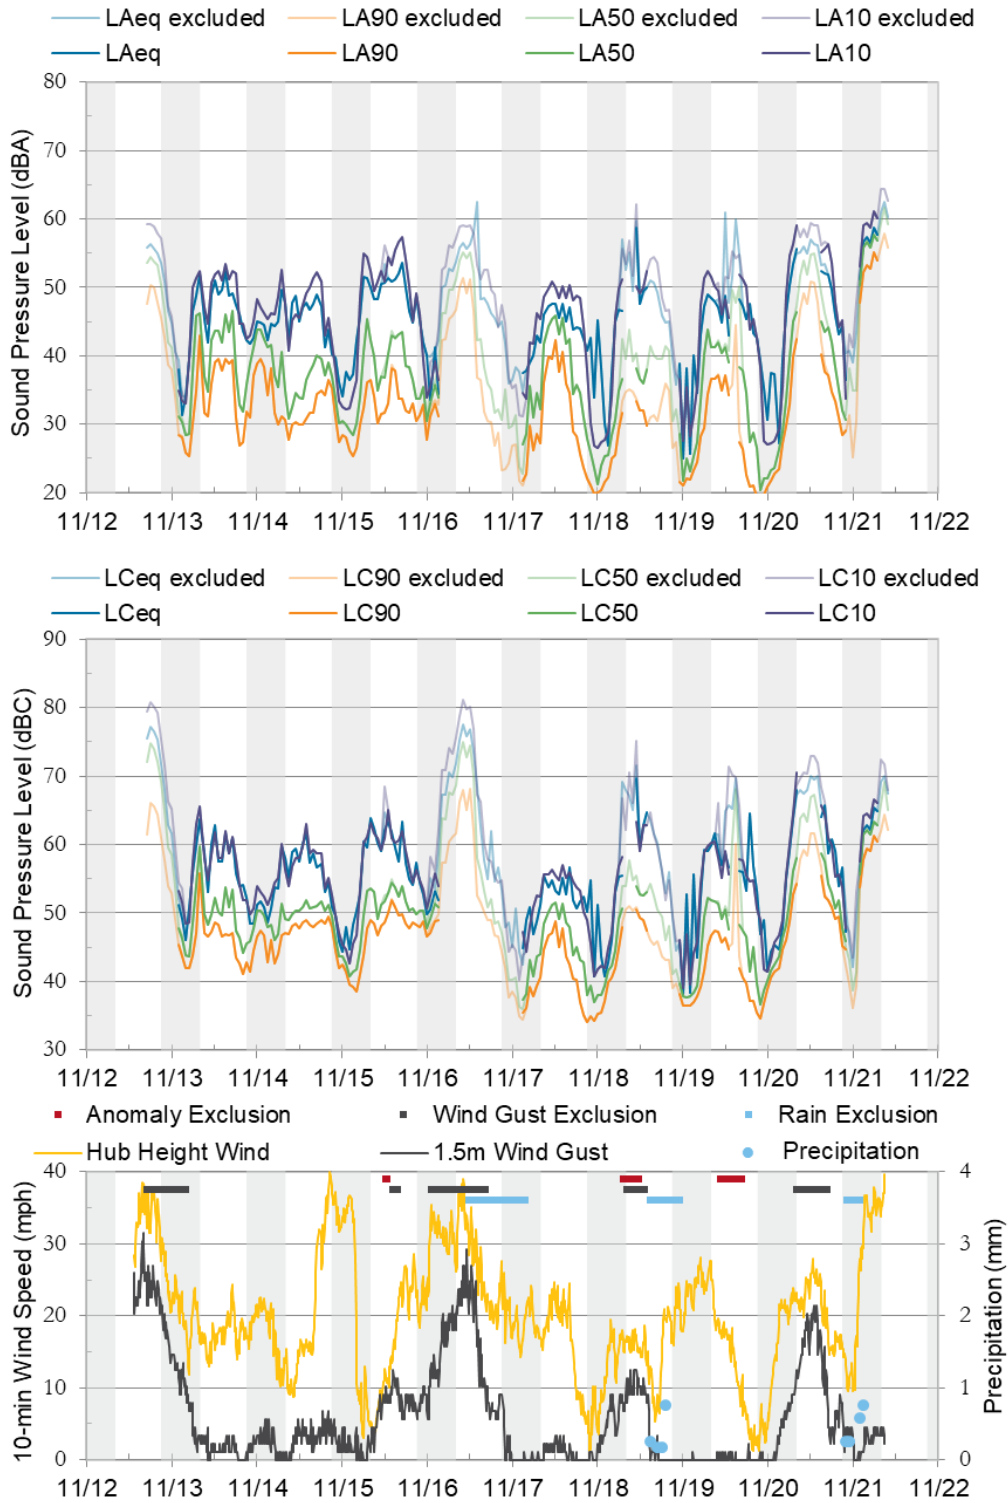 LAeq excluded LA90 excluded LA50 excluded LA10 excluded
LAeq LA90 LA50 LA10
Sound Pressure Level (dBA)
80
70
60
50
40
30
20
11/12 11/13 11/14 11/15 11/16 11/17 11/18 11/19 11/20 11/21 11/22
LCeq excluded LC90 excluded LC50 excluded LC10 excluded
LCeq LC90 LC50 LC10
Sound Pressure Level (dBC)
90
80
70
60
50
40
30
11/12 11/13 11/14 11/15 11/16 11/17 11/18 11/19 11/20 11/21 11/22
Anomaly Exclusion Wind Gust Exclusion Rain Exclusion
Hub Height Wind 1.5m Wind Gust Precipitation
10-min Wind Speed (mph)
40
30
20
10
0
4
3
2
1
0
Precipitation (mm)
11/12 11/13 11/14 11/15 11/16 11/17 11/18 11/19 11/20 11/21 11/22